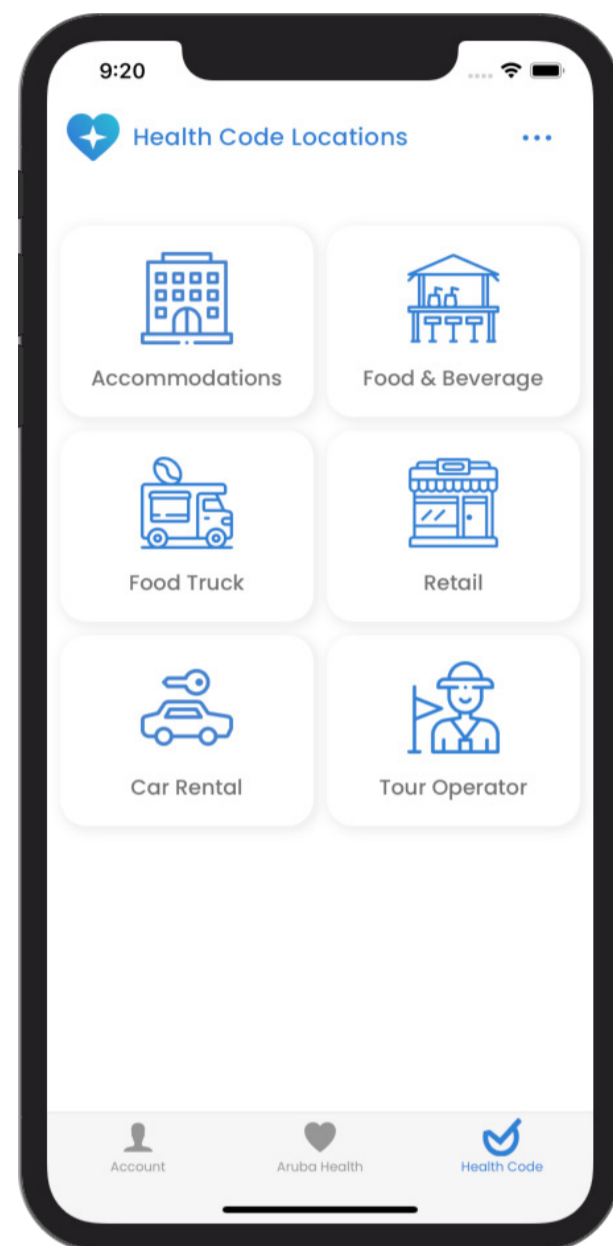 9:20
Health Code Locations
Accommodations
Food & Beverage
Food Truck
Retail
Car Rental
Tour Operator
Account
Aruba Health
Health Code